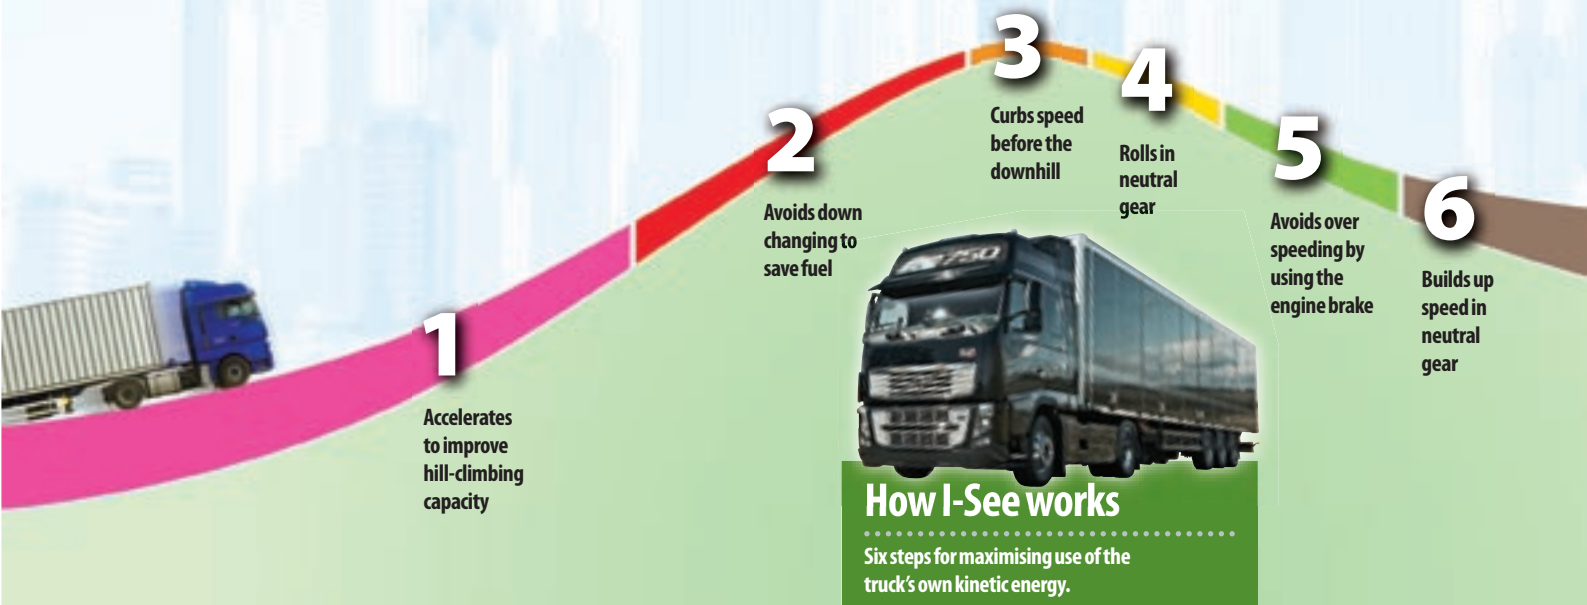 1
Accelerates
to improve
hill-climbing
capacity
2
Avoids down
changing to
save fuel
3
Curbs speed
before the
downhill
4
Rolls in
neutral
gear
5
Avoids over
speeding by
using the
engine brake
6
Builds up
speed in
neutral
gear
750
How I-See works
Six steps for maximising use of the
truck's own kinetic energy.